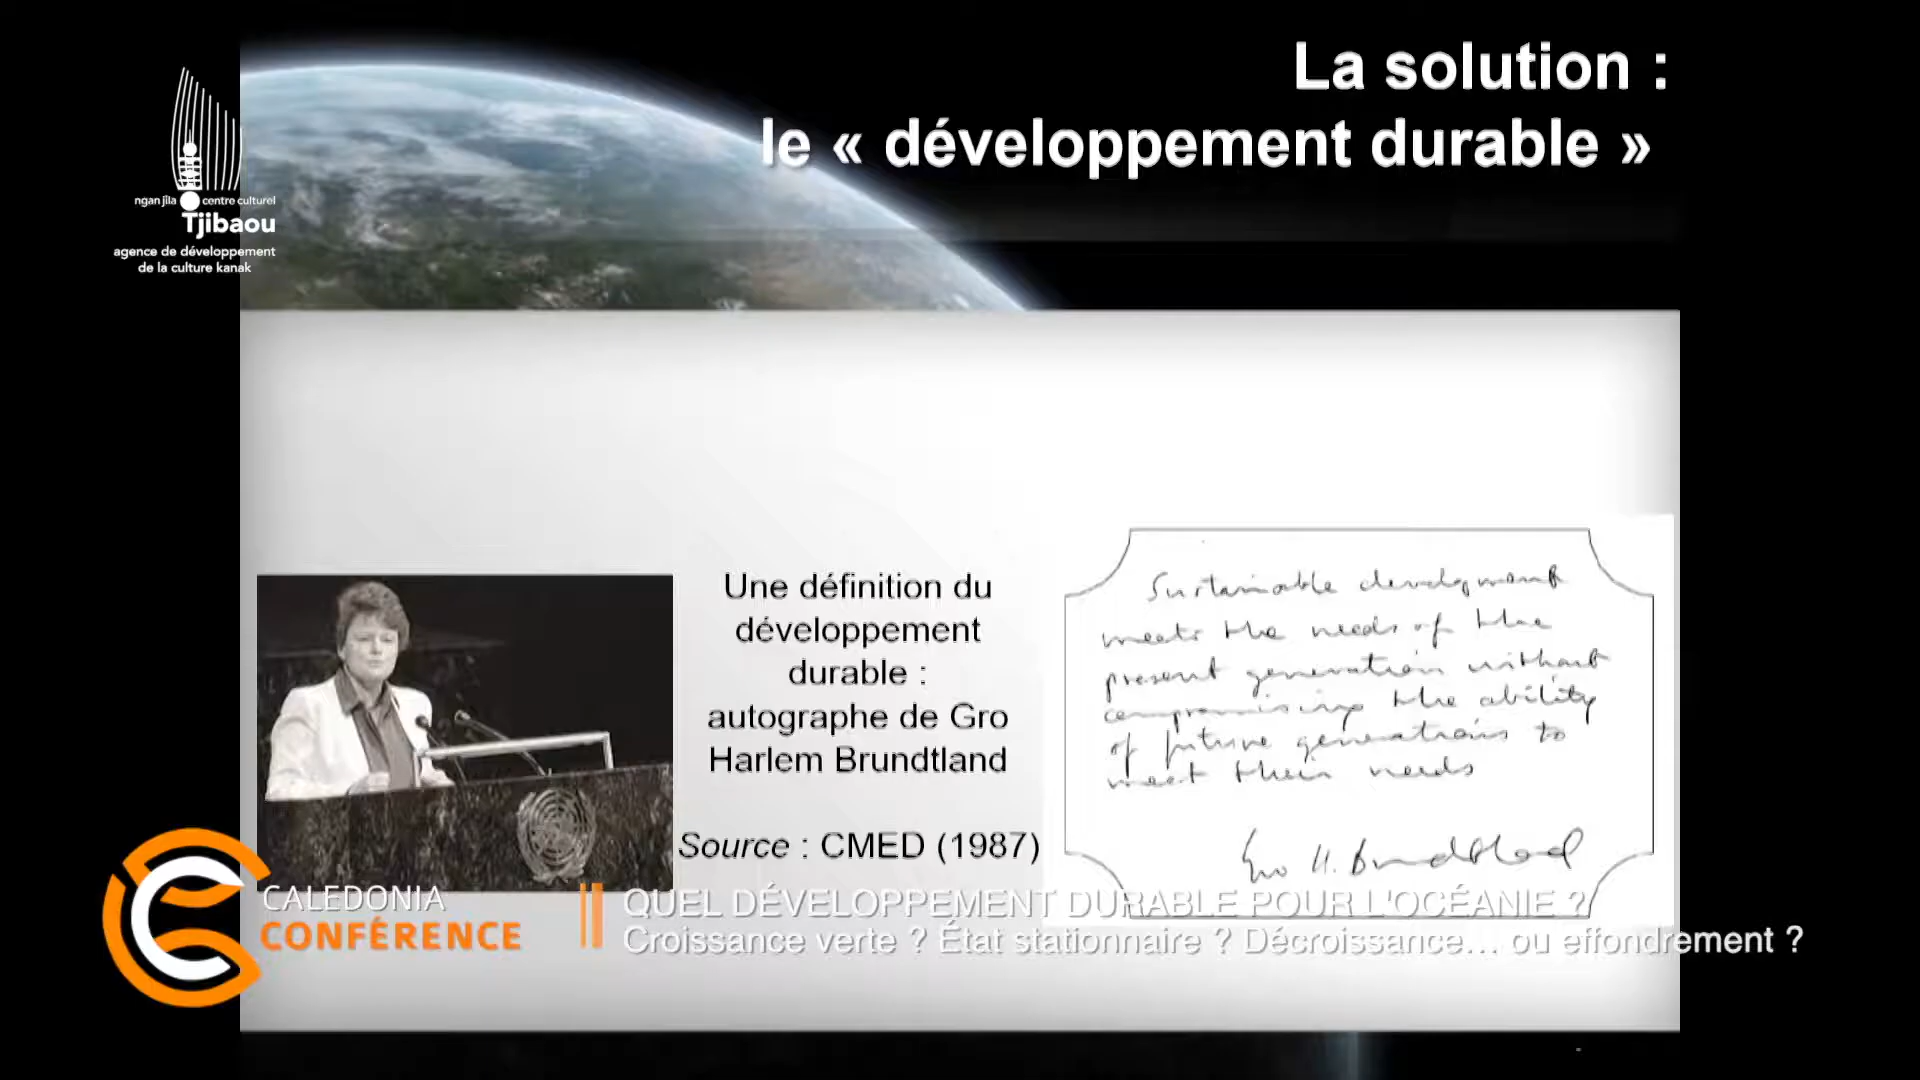 La solution :
le « développement durable »
ngan jila centre culturel
Tjibaou
agence de développement
de la culture kanak
Une définition du
développement
durable :
autographe de Gro
Harlem Brundtland
Source : CMED (1987)
Sustainable development
meets the needs of the
present generation without
compromising the ability
of future generations to
meet their needs
Gro H. Brundtland
CALEDONIA
CONFÉRENCE
QUEL DÉVELOPPEMENT DURABLE POUR L'OCÉANIE ?
Croissance verte ? État stationnaire ? Décroissance... ou effondrement ?